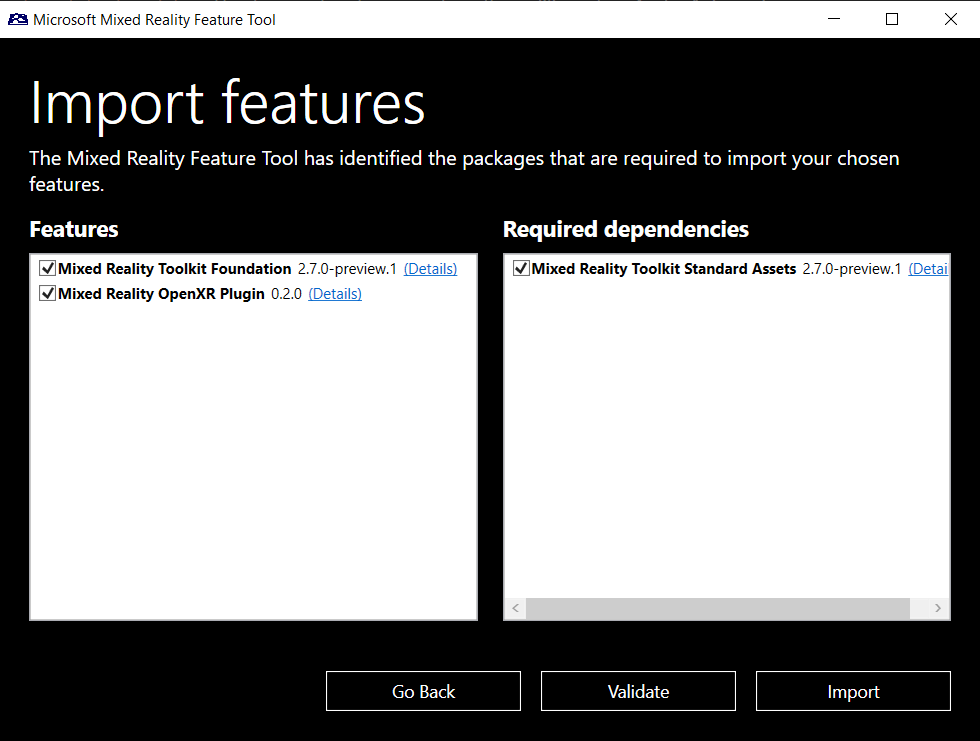 Microsoft Mixed Reality Feature Tool
Import features
The Mixed Reality Feature Tool has identified the packages that are required to import your chosen
features.
Features
Mixed Reality Toolkit Foundation 2.7.0-preview.1 (Details)
Mixed Reality OpenXR Plugin 0.2.0 (Details)
Required dependencies
Mixed Reality Toolkit Standard Assets 2.7.0-preview.1 (Detai
Go Back
Validate
Import